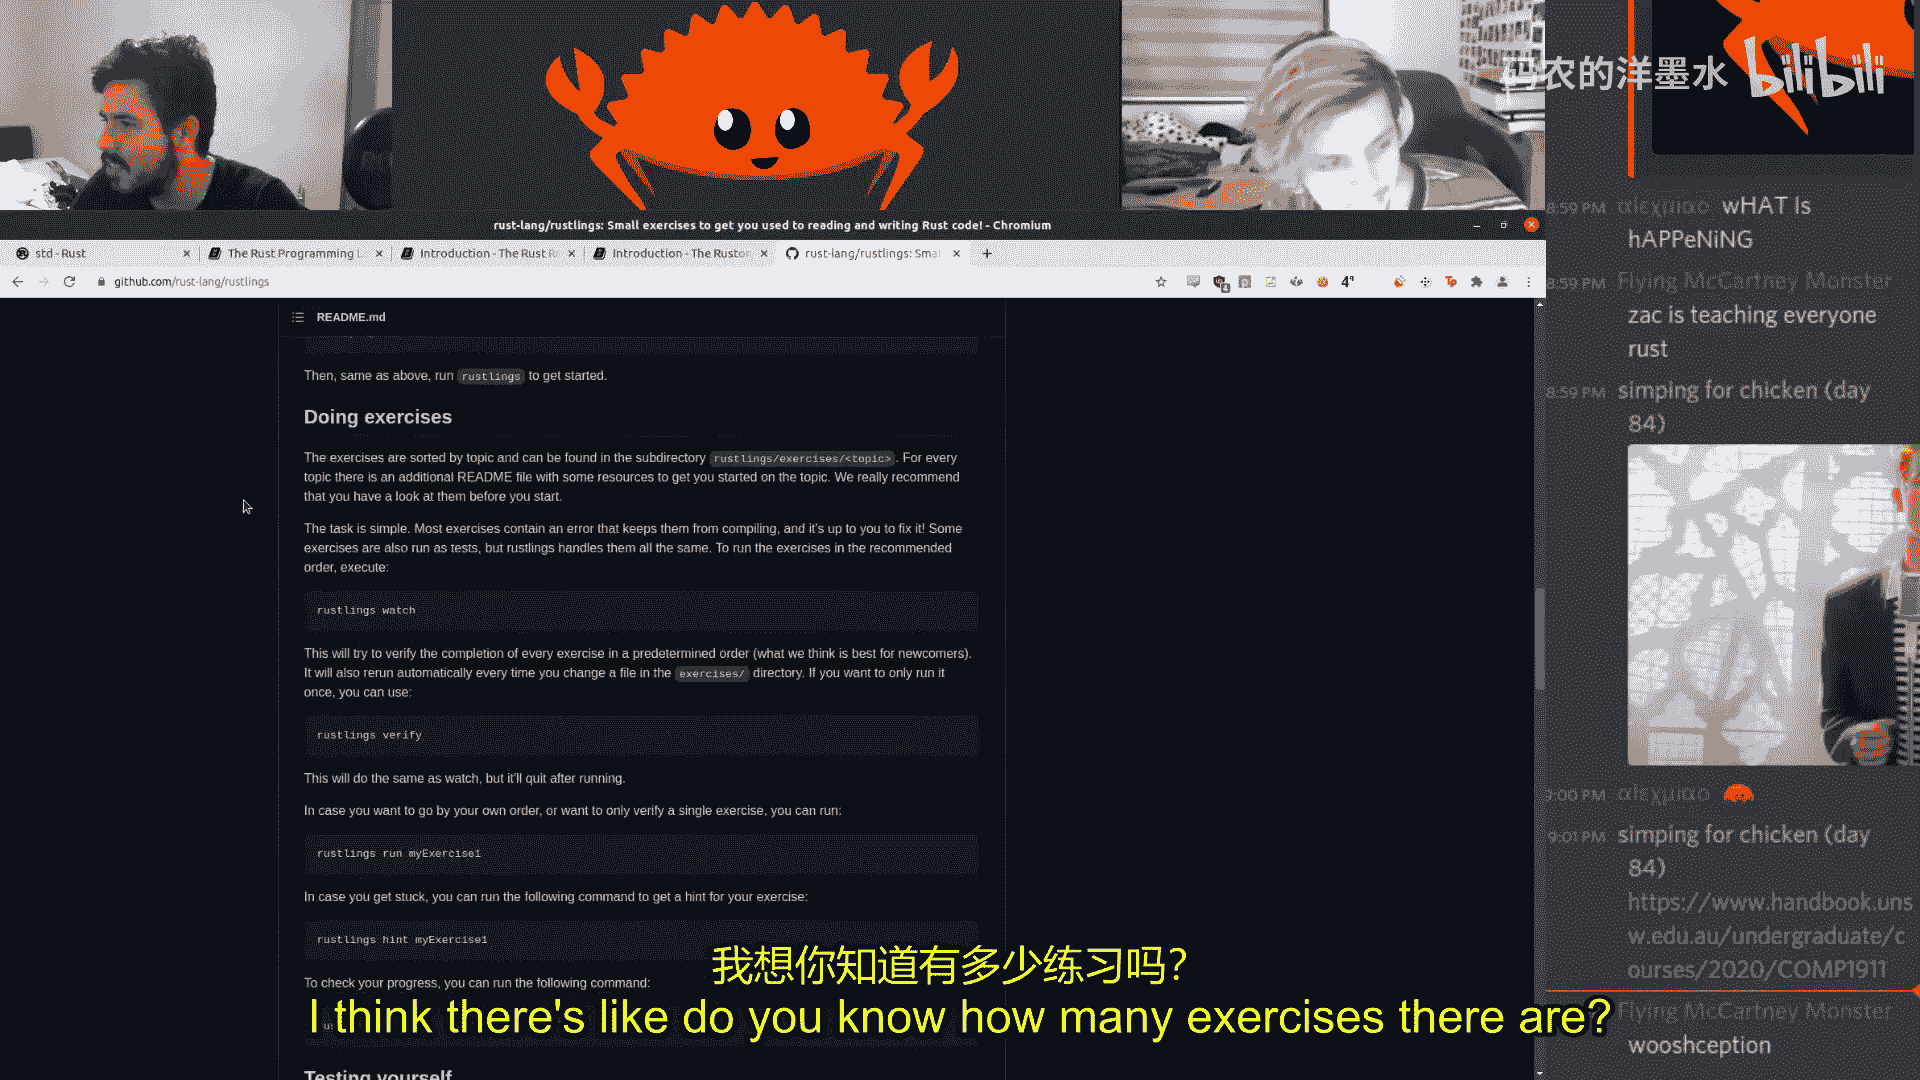 码农的洋墨水 bilibili
rust-lang/rustlings: Small exercises to get you used to reading and writing Rust code! - Chromium
std - Rust
The Rust Programming L
Introduction - The Rust R
Introduction - The Ruston
rust-lang/rustlings: Sma
github.com/rust-lang/rustlings
README.md
Then, same as above, run rustlings to get started.
Doing exercises
The exercises are sorted by topic and can be found in the subdirectory rustlings/exercises/<topic>. For every
topic there is an additional README file with some resources to get you started on the topic. We really recommend
that you have a look at them before you start.
The task is simple. Most exercises contain an error that keeps them from compiling, and it's up to you to fix it! Some
exercises are also run as tests, but rustlings handles them all the same. To run the exercises in the recommended
order, execute:
rustlings watch
This will try to verify the completion of every exercise in a predetermined order (what we think is best for newcomers).
It will also rerun automatically every time you change a file in the exercises/ directory. If you want to only run it
once, you can use:
rustlings verify
This will do the same as watch, but it'll quit after running.
In case you want to go by your own order, or want to only verify a single exercise, you can run:
rustlings run myExercise1
In case you get stuck, you can run the following command to get a hint for your exercise:
rustlings hint myExercise1
To check your progress, you can run the following command:
Testing yourself
8:59 PM αlεχμιαο wHAT Is
hAPPeNiNG
8:59 PM Flying McCartney Monster
zac is teaching everyone
rust
8:59 PM simping for chicken (day
84)
9:00 PM αlεχμιαο
9:01 PM simping for chicken (day
84)
https://www.handbook.uns
w.edu.au/undergraduate/c
ourses/2020/COMP1911
Flying McCartney Monster
wooshception
我想你知道有多少练习吗?
I think there's like do you know how many exercises there are?